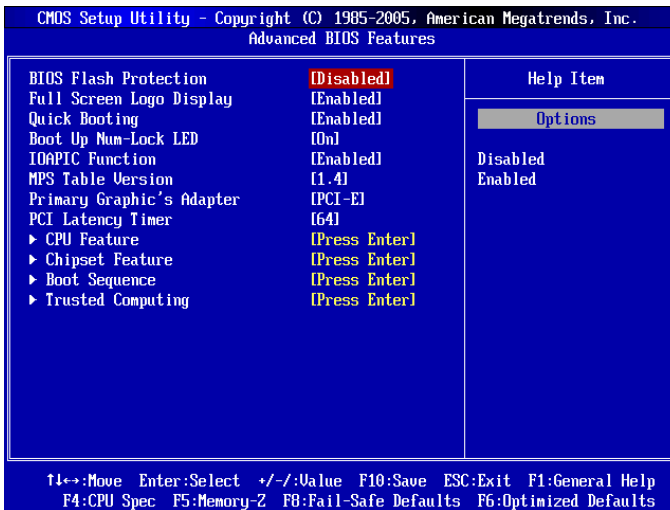 CMOS Setup Utility - Copyright (C) 1985-2005, American Megatrends, Inc.
Advanced BIOS Features
BIOS Flash Protection [Disabled]
Full Screen Logo Display [Enabled]
Quick Booting [Enabled]
Boot Up Num-Lock LED [On]
IOAPIC Function [Enabled]
MPS Table Version [1.4]
Primary Graphic's Adapter [PCI-E]
PCI Latency Timer [64]
▶ CPU Feature [Press Enter]
▶ Chipset Feature [Press Enter]
▶ Boot Sequence [Press Enter]
▶ Trusted Computing [Press Enter]
Help Item
Options
Disabled
Enabled
↑↓↔:Move Enter:Select +/-/:Value F10:Save ESC:Exit F1:General Help
F4:CPU Spec F5:Memory-Z F8:Fail-Safe Defaults F6:Optimized Defaults